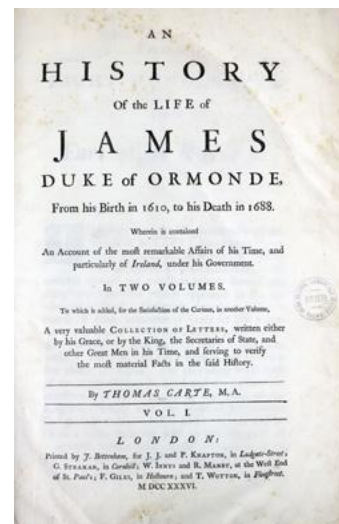 AN
HISTORY
Of the LIFE of
JAMES
DUKE of ORMONDE,
From his Birth in 1610, to his Death in 1688.
Wherein is contained
An Account of the most remarkable Affairs of his Time, and
particularly of Ireland, under his Government.
In TWO VOLUMES.
To which is added, for the Satisfaction of the Curious, in another Volume,
A very valuable COLLECTION OF LETTERS, written either
by his Grace, or by the King, the Secretaries of State, and
other Great Men in his Time, and serving to verify
the most material Facts in the said History.
By THOMAS CARTE, M.A.
VOL. I.
LONDON:
Printed by J. Bettenham, for J. J. and P. KNAPTON, in Ludgate-Street;
G. STRAHAN, in Cornhill; W. INNYS and R. MANBY, at the West End
of St. Paul's; F. GILES, in Holbourn; and T. WOTTON, in Fleetstreet.
M DCC XXXVI.